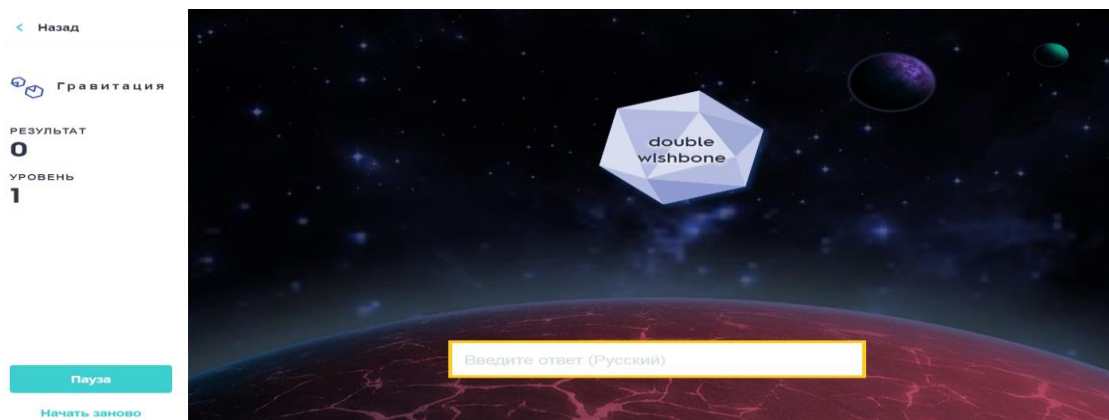 < Назад
Гравитация
РЕЗУЛЬТАТ
0
УРОВЕНЬ
1
double
wishbone
Введите ответ (Русский)
Пауза
Начать заново